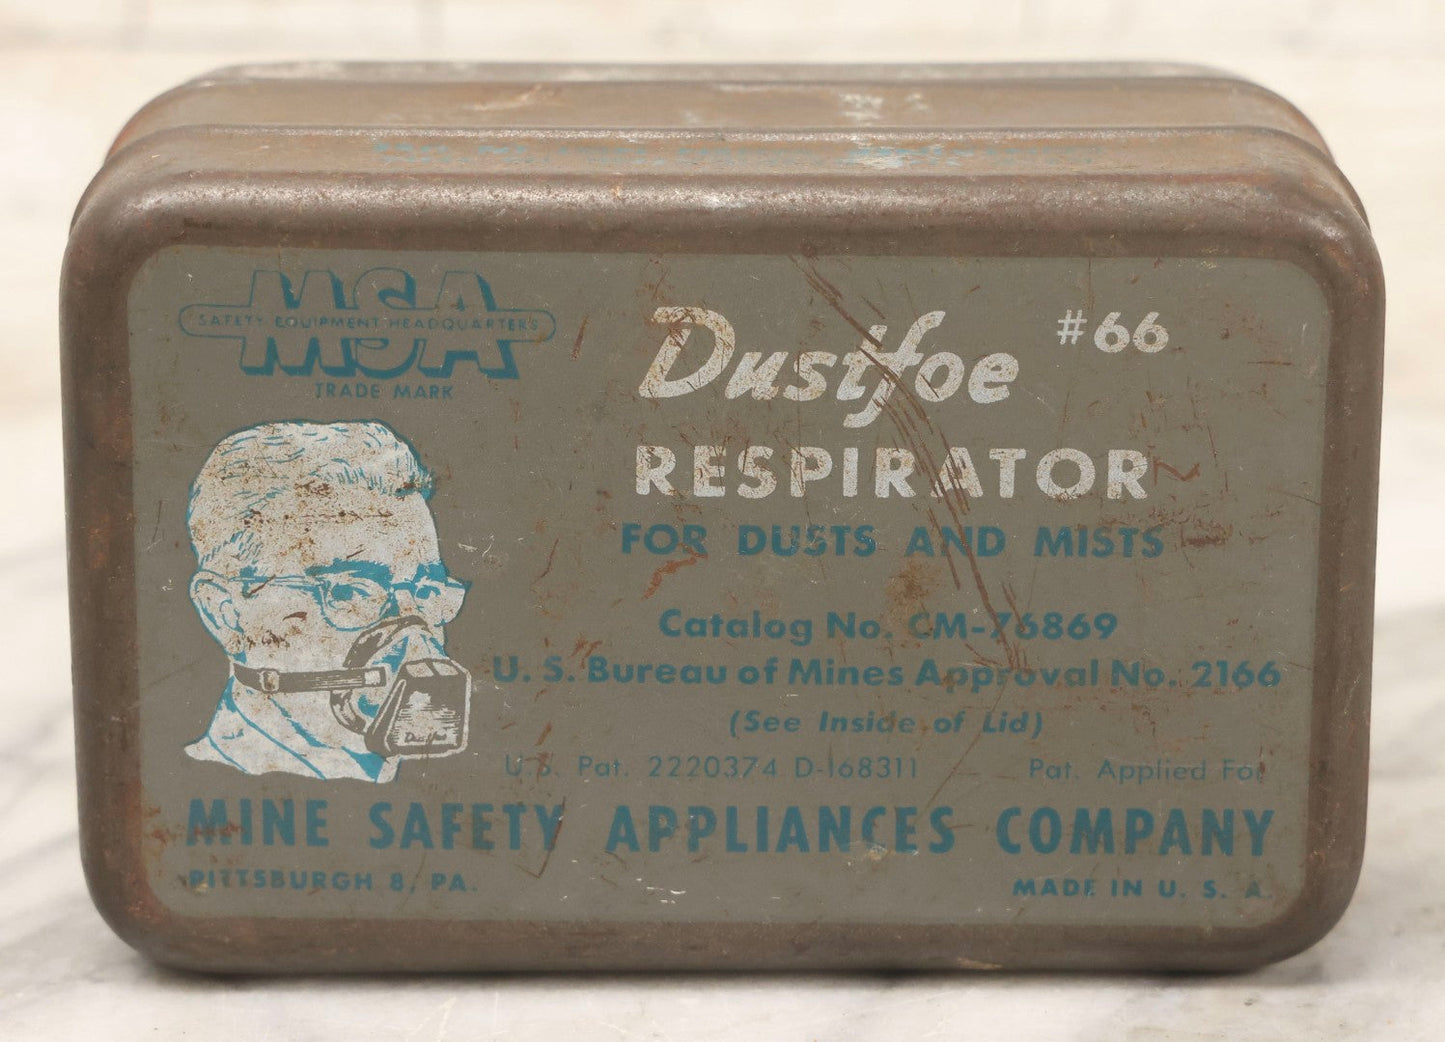 MSA
SAFETY EQUIPMENT HEADQUARTERS
TRADE MARK
Dustfoe #66
RESPIRATOR
FOR DUSTS AND MISTS
Catalog No. CM-76869
U. S. Bureau of Mines Approval No. 2166
(See Inside of Lid)
Dustfoe
U.S. Pat. 2220374 D-168311 Pat. Applied For
MINE SAFETY APPLIANCES COMPANY
PITTSBURGH 8, PA. MADE IN U. S. A.